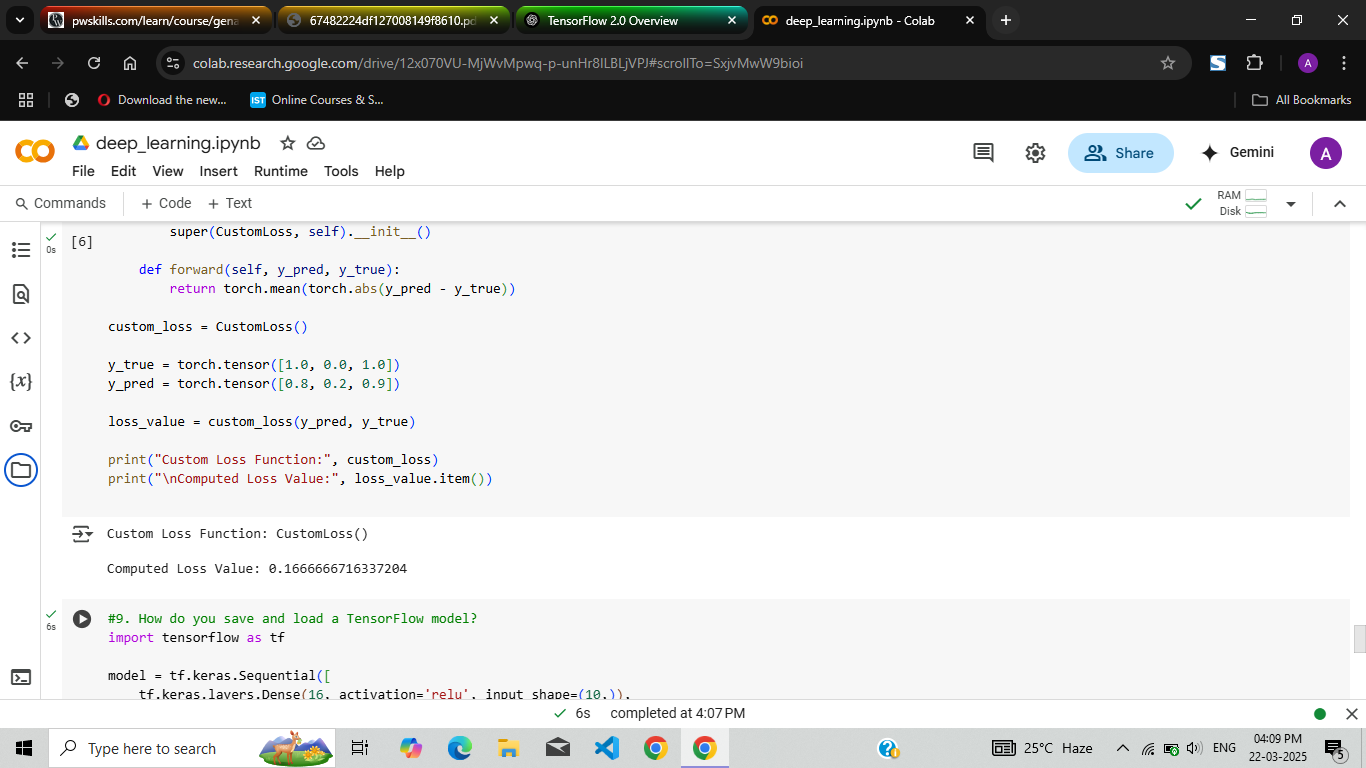 pwskills.com/learn/course/gena
67482224df127008149f8610.pd
TensorFlow 2.0 Overview
deep_learning.ipynb - Colab
colab.research.google.com/drive/12x070VU-MjWvMpwq-p-unHr8ILBLjVPJ#scrollTo=SxjvMwW9bioi
S
A
Download the new...
IST
Online Courses & S...
All Bookmarks
deep_learning.ipynb
File Edit View Insert Runtime Tools Help
Share
Gemini
A
Commands
+ Code + Text
RAM
Disk
0s
[6]
super(CustomLoss, self).__init__()
def forward(self, y_pred, y_true):
return torch.mean(torch.abs(y_pred - y_true))
custom_loss = CustomLoss()
y_true = torch.tensor([1.0, 0.0, 1.0])
y_pred = torch.tensor([0.8, 0.2, 0.9])
loss_value = custom_loss(y_pred, y_true)
print("Custom Loss Function:", custom_loss)
print("\nComputed Loss Value:", loss_value.item())
Custom Loss Function: CustomLoss()
Computed Loss Value: 0.1666666716337204
6s
#9. How do you save and load a TensorFlow model?
import tensorflow as tf
model = tf.keras.Sequential([
tf.keras.layers.Dense(16, activation='relu', input_shape=(10,)),
6s completed at 4:07 PM
Type here to search
25°C Haze
ENG
04:09 PM
22-03-2025
5